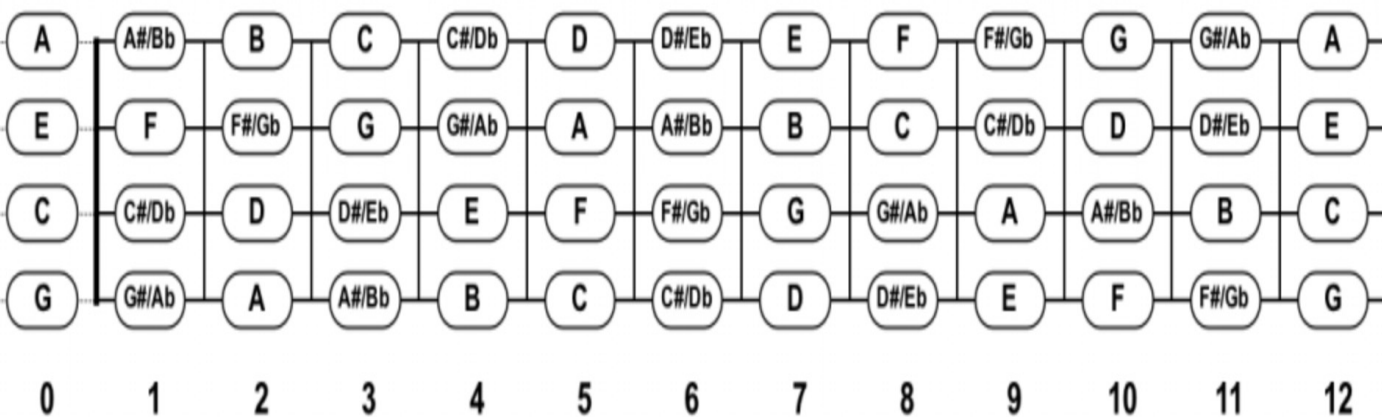 A A#/Bb B C C#/Db D D#/Eb E F F#/Gb G G#/Ab A
E F F#/Gb G G#/Ab A A#/Bb B C C#/Db D D#/Eb E
C C#/Db D D#/Eb E F F#/Gb G G#/Ab A A#/Bb B C
G G#/Ab A A#/Bb B C C#/Db D D#/Eb E F F#/Gb G
0 1 2 3 4 5 6 7 8 9 10 11 12